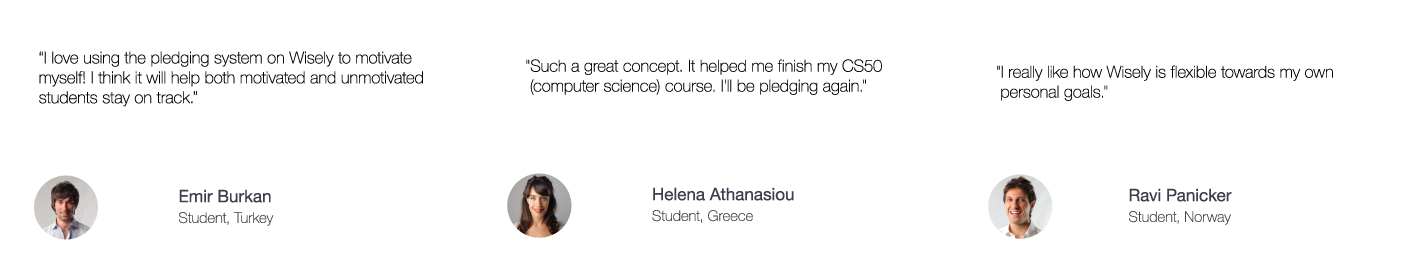 “I love using the pledging system on Wisely to motivate
myself! I think it will help both motivated and unmotivated
students stay on track.”
Emir Burkan
Student, Turkey
"Such a great concept. It helped me finish my CS50
(computer science) course. I'll be pledging again."
Helena Athanasiou
Student, Greece
"I really like how Wisely is flexible towards my own
personal goals."
Ravi Panicker
Student, Norway